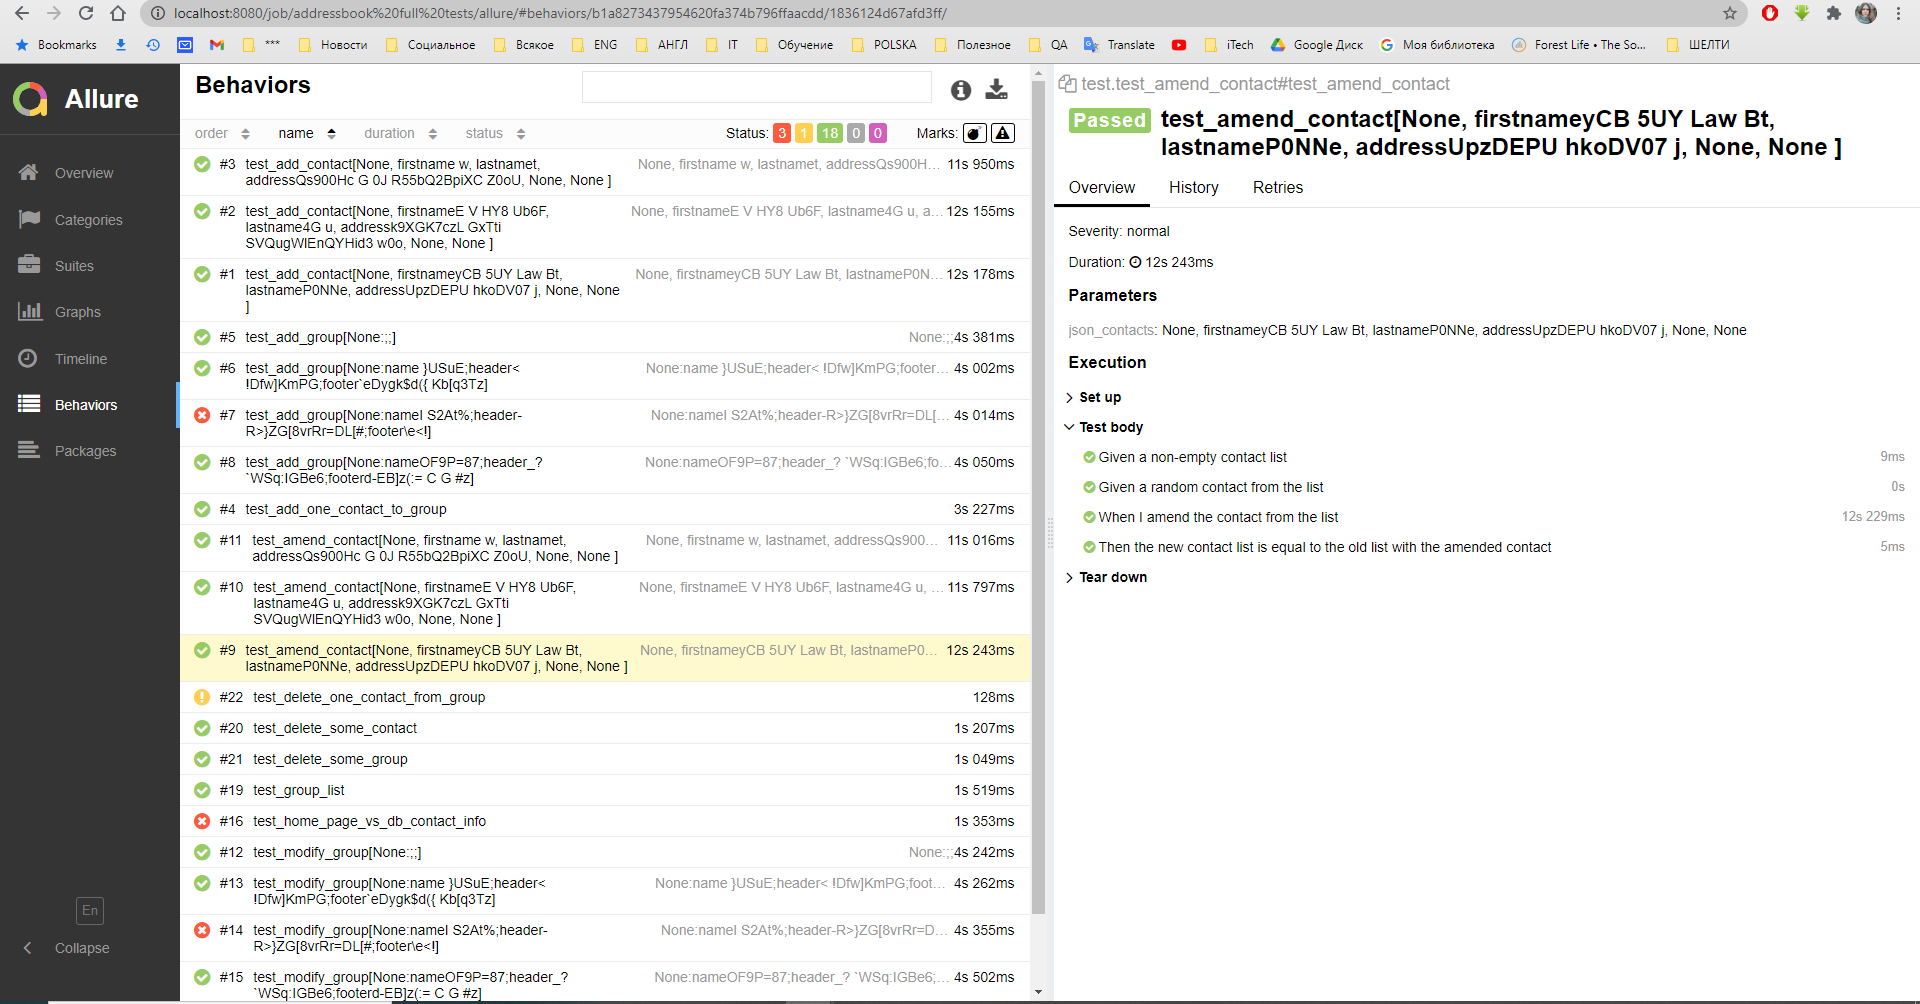 localhost:8080/job/addressbook%20full%20tests/allure/#behaviors/b1a8273437954620fa374b796ffaacdd/1836124d67afd3ff/
Bookmarks
***
Новости
Социальное
Всякое
ENG
АНГЛ
IT
Обучение
POLSKA
Полезное
QA
Translate
iTech
Google Диск
Моя библиотека
Forest Life • The So...
ШЕЛТИ
Allure
Overview
Categories
Suites
Graphs
Timeline
Behaviors
Packages
En
Collapse
Behaviors
order name duration status Status: 3 1 18 0 0 Marks:
#3 test_add_contact[None, firstname w, lastnamet, None, firstname w, lastnamet, addressQs900H... 11s 950ms
addressQs900Hc G 0J R55bQ2BpiXC Z0oU, None, None ]
#2 test_add_contact[None, firstnameE V HY8 Ub6F, None, firstnameE V HY8 Ub6F, lastname4G u, a... 12s 155ms
lastname4G u, addressk9XGK7czL GxTti
SVQugWlEnQYHid3 w0o, None, None ]
#1 test_add_contact[None, firstnameyCB 5UY Law Bt, None, firstnameyCB 5UY Law Bt, lastnameP0N... 12s 178ms
lastnameP0NNe, addressUpzDEPU hkoDV07 j, None, None
]
#5 test_add_group[None:;;] None:;; 4s 381ms
#6 test_add_group[None:name }USuE;header< None:name }USuE;header< !Dfw]KmPG;footer... 4s 002ms
!Dfw]KmPG;footer`eDygk$d({ Kb[q3Tz]
#7 test_add_group[None:nameI S2At%;header- None:nameI S2At%;header-R>}ZG[8vrRr=DL[... 4s 014ms
R>}ZG[8vrRr=DL[#;footer\e<!]
#8 test_add_group[None:nameOF9P=87;header_? None:nameOF9P=87;header_? `WSq:IGBe6;fo... 4s 050ms
`WSq:IGBe6;footerd-EB]z(:= C G #z]
#4 test_add_one_contact_to_group 3s 227ms
#11 test_amend_contact[None, firstname w, lastnamet, None, firstname w, lastnamet, addressQs900... 11s 016ms
addressQs900Hc G 0J R55bQ2BpiXC Z0oU, None, None ]
#10 test_amend_contact[None, firstnameE V HY8 Ub6F, None, firstnameE V HY8 Ub6F, lastname4G u, ... 11s 797ms
lastname4G u, addressk9XGK7czL GxTti
SVQugWlEnQYHid3 w0o, None, None ]
#9 test_amend_contact[None, firstnameyCB 5UY Law Bt, None, firstnameyCB 5UY Law Bt, lastnameP0... 12s 243ms
lastnameP0NNe, addressUpzDEPU hkoDV07 j, None, None ]
#22 test_delete_one_contact_from_group 128ms
#20 test_delete_some_contact 1s 207ms
#21 test_delete_some_group 1s 049ms
#19 test_group_list 1s 519ms
#16 test_home_page_vs_db_contact_info 1s 353ms
#12 test_modify_group[None:;;] None:;; 4s 242ms
#13 test_modify_group[None:name }USuE;header< None:name }USuE;header< !Dfw]KmPG;foot... 4s 262ms
!Dfw]KmPG;footer`eDygk$d({ Kb[q3Tz]
#14 test_modify_group[None:nameI S2At%;header- None:nameI S2At%;header-R>}ZG[8vrRr=D... 4s 355ms
R>}ZG[8vrRr=DL[#;footer\e<!]
#15 test_modify_group[None:nameOF9P=87;header_? None:nameOF9P=87;header_? `WSq:IGBe6;... 4s 502ms
`WSq:IGBe6;footerd-EB]z(:= C G #z]
test.test_amend_contact#test_amend_contact
Passed test_amend_contact[None, firstnameyCB 5UY Law Bt,
lastnameP0NNe, addressUpzDEPU hkoDV07 j, None, None ]
Overview History Retries
Severity: normal
Duration: 12s 243ms
Parameters
json_contacts: None, firstnameyCB 5UY Law Bt, lastnameP0NNe, addressUpzDEPU hkoDV07 j, None, None
Execution
Set up
Test body
Given a non-empty contact list 9ms
Given a random contact from the list 0s
When I amend the contact from the list 12s 229ms
Then the new contact list is equal to the old list with the amended contact 5ms
Tear down